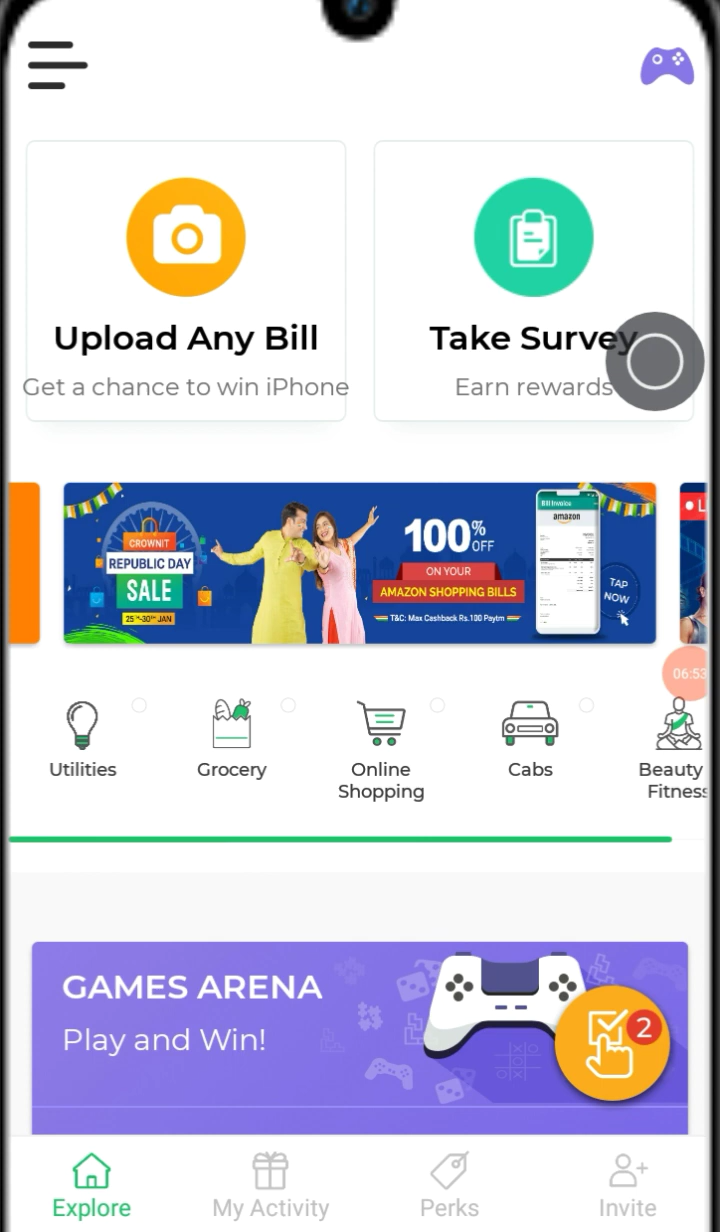 Upload Any Bill
Get a chance to win iPhone
Take Survey
Earn rewards
CROWNIT
REPUBLIC DAY
SALE
25TH-30TH JAN
100% OFF
ON YOUR
AMAZON SHOPPING BILLS
T&C: Max Cashback Rs.100 Paytm
Bill Invoice
amazon
TAP
NOW
L
06:53
Utilities
Grocery
Online
Shopping
Cabs
Beauty
Fitness
GAMES ARENA
Play and Win!
2
Explore
My Activity
Perks
Invite